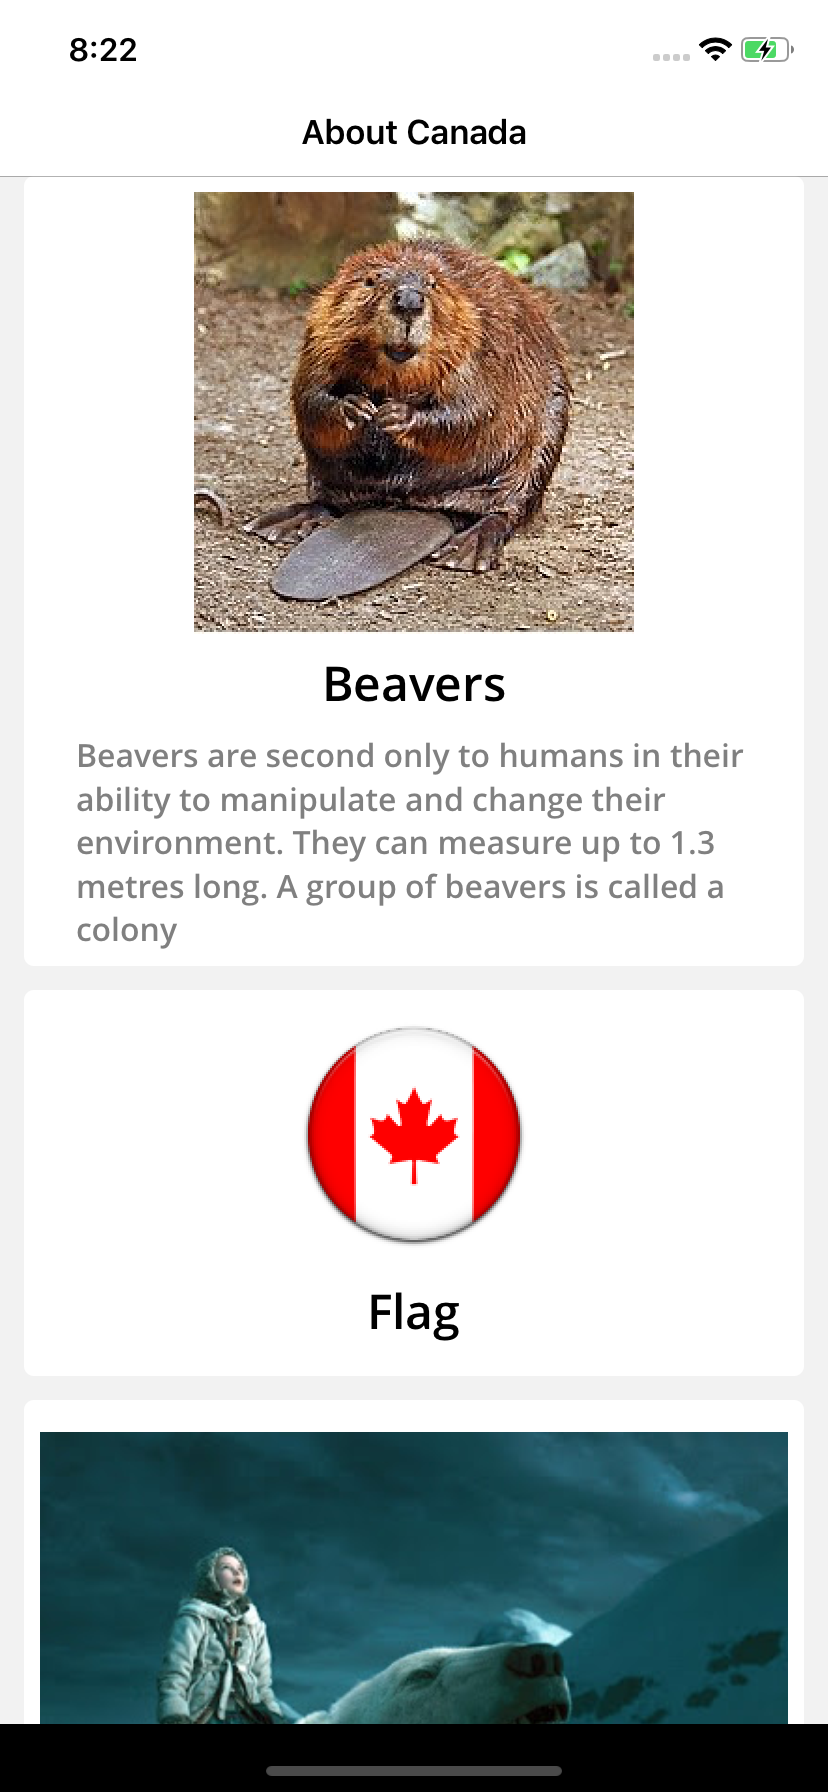 8:22
About Canada
Beavers
Beavers are second only to humans in their
ability to manipulate and change their
environment. They can measure up to 1.3
metres long. A group of beavers is called a
colony
Flag